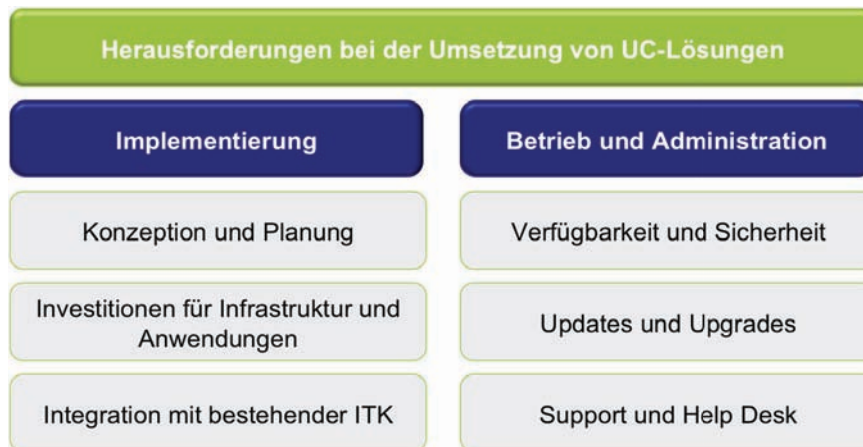 Herausforderungen bei der Umsetzung von UC-Lösungen
Implementierung
Betrieb und Administration
Konzeption und Planung
Verfügbarkeit und Sicherheit
Investitionen für Infrastruktur und
Anwendungen
Updates und Upgrades
Integration mit bestehender ITK
Support und Help Desk